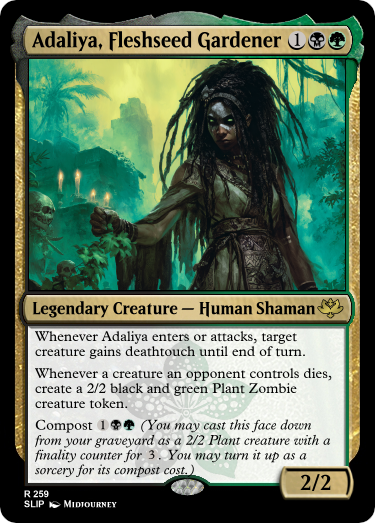 Adaliya, Fleshseed Gardener 1
Legendary Creature — Human Shaman
Whenever Adaliya enters or attacks, target
creature gains deathtouch until end of turn.
Whenever a creature an opponent controls dies,
create a 2/2 black and green Plant Zombie
creature token.
Compost 1 (You may cast this face down
from your graveyard as a 2/2 Plant creature with a
finality counter for 3. You may turn it up as a
sorcery for its compost cost.)
2/2
R 259
SLIP Midjourney